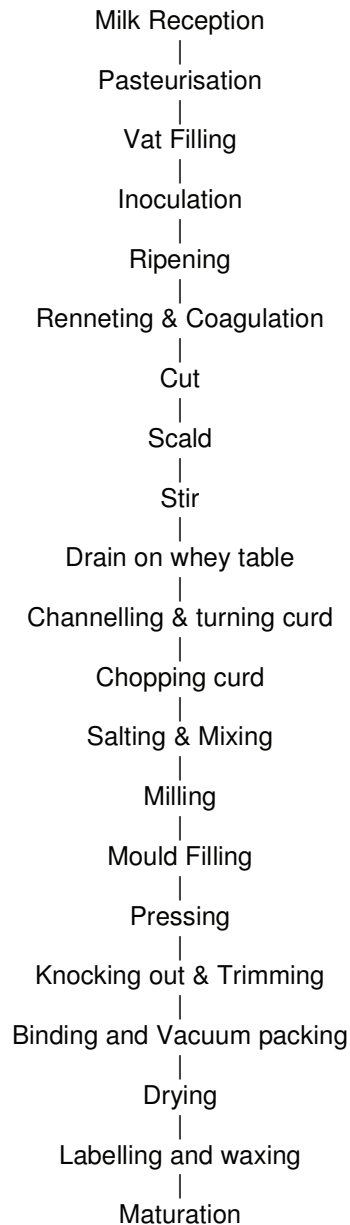 Milk Reception
Pasteurisation
Vat Filling
Inoculation
Ripening
Renneting & Coagulation
Cut
Scald
Stir
Drain on whey table
Channelling & turning curd
Chopping curd
Salting & Mixing
Milling
Mould Filling
Pressing
Knocking out & Trimming
Binding and Vacuum packing
Drying
Labelling and waxing
Maturation